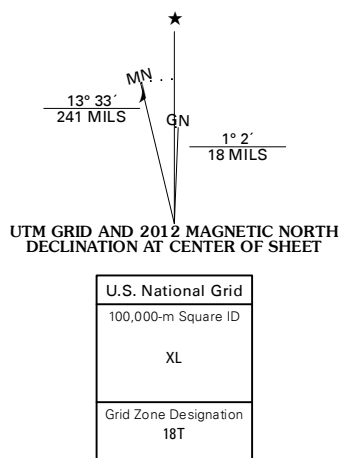 ★
MN
GN
13° 33´
241 MILS
1° 2´
18 MILS
UTM GRID AND 2012 MAGNETIC NORTH
DECLINATION AT CENTER OF SHEET
U.S. National Grid
100,000-m Square ID
XL
Grid Zone Designation
18T